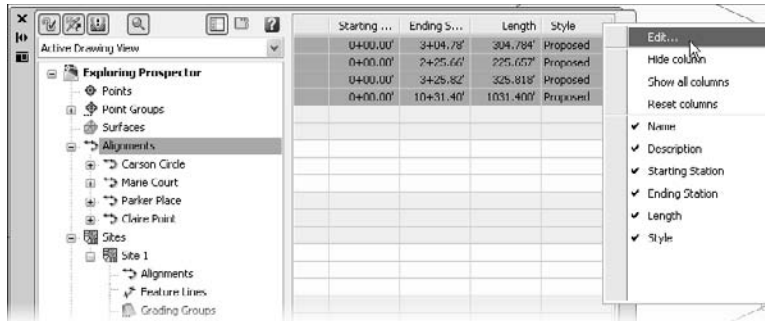 Active Drawing View
Exploring Prospector
Points
Point Groups
Surfaces
Alignments
Carson Circle
Marie Court
Parker Place
Claire Point
Sites
Site 1
Alignments
Feature Lines
Grading Groups
Starting ... Ending S... Length Style
0+00.00' 3+04.78' 304.784' Proposed
0+00.00' 2+25.66' 225.657' Proposed
0+00.00' 3+25.82' 325.818' Proposed
0+00.00' 10+31.40' 1031.400' Proposed
Edit...
Hide column
Show all columns
Reset columns
Name
Description
Starting Station
Ending Station
Length
Style